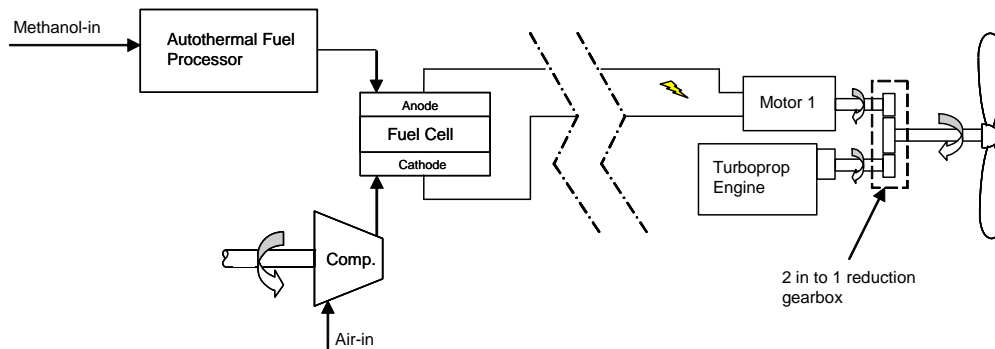 Methanol-in
Autothermal Fuel
Processor
Anode
Fuel Cell
Cathode
Comp.
Air-in
Motor 1
Turboprop
Engine
2 in to 1 reduction
gearbox